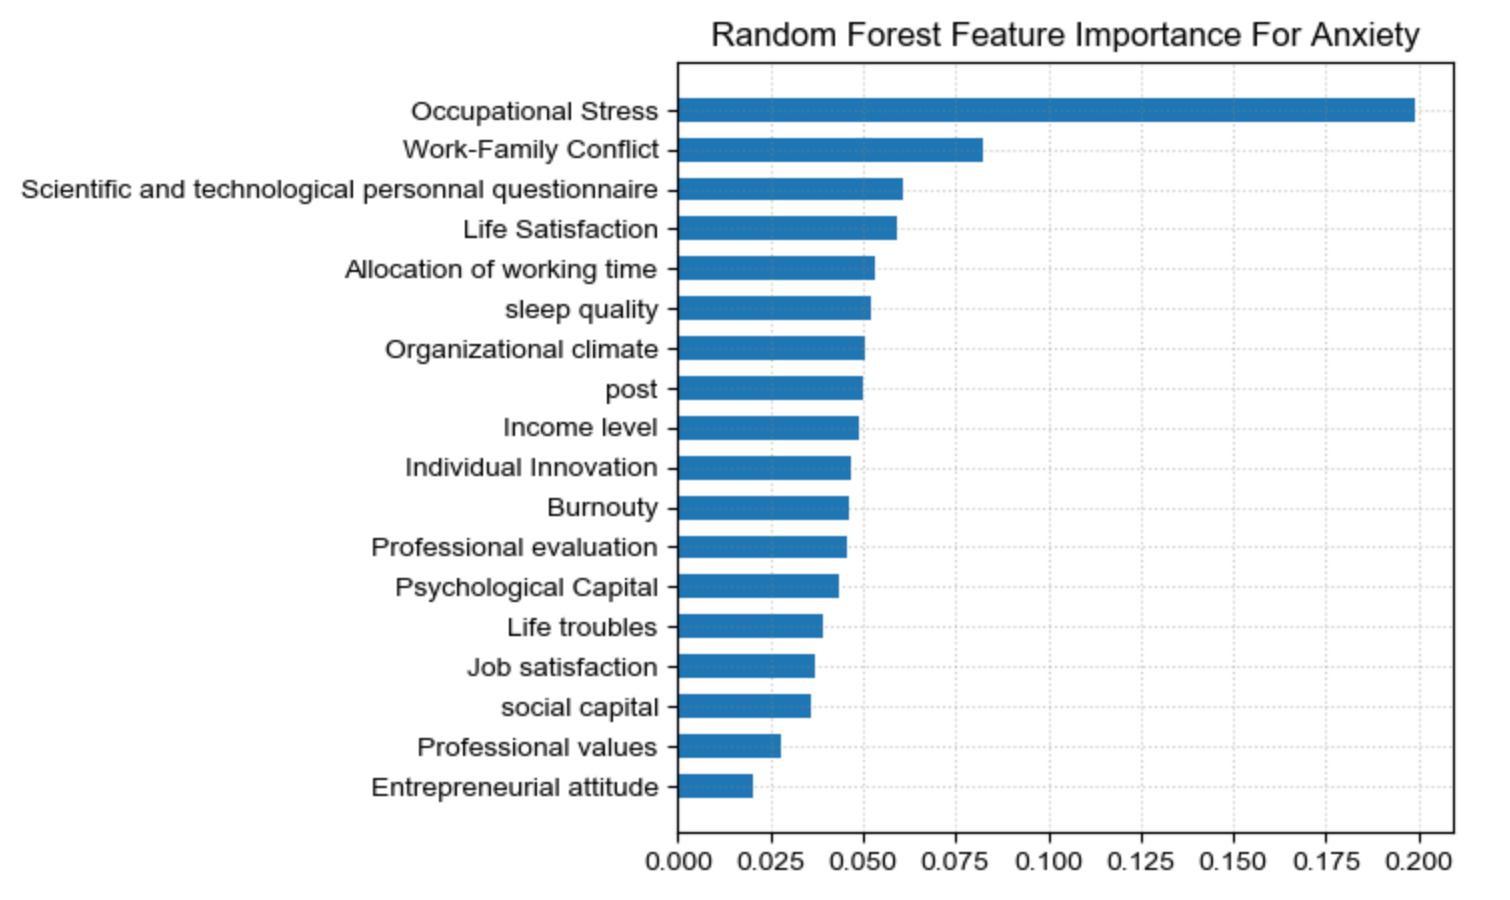 Random Forest Feature Importance For Anxiety
Occupational Stress
Work-Family Conflict
Scientific and technological personnal questionnaire
Life Satisfaction
Allocation of working time
sleep quality
Organizational climate
post
Income level
Individual Innovation
Burnouty
Professional evaluation
Psychological Capital
Life troubles
Job satisfaction
social capital
Professional values
Entrepreneurial attitude
0.000 0.025 0.050 0.075 0.100 0.125 0.150 0.175 0.200